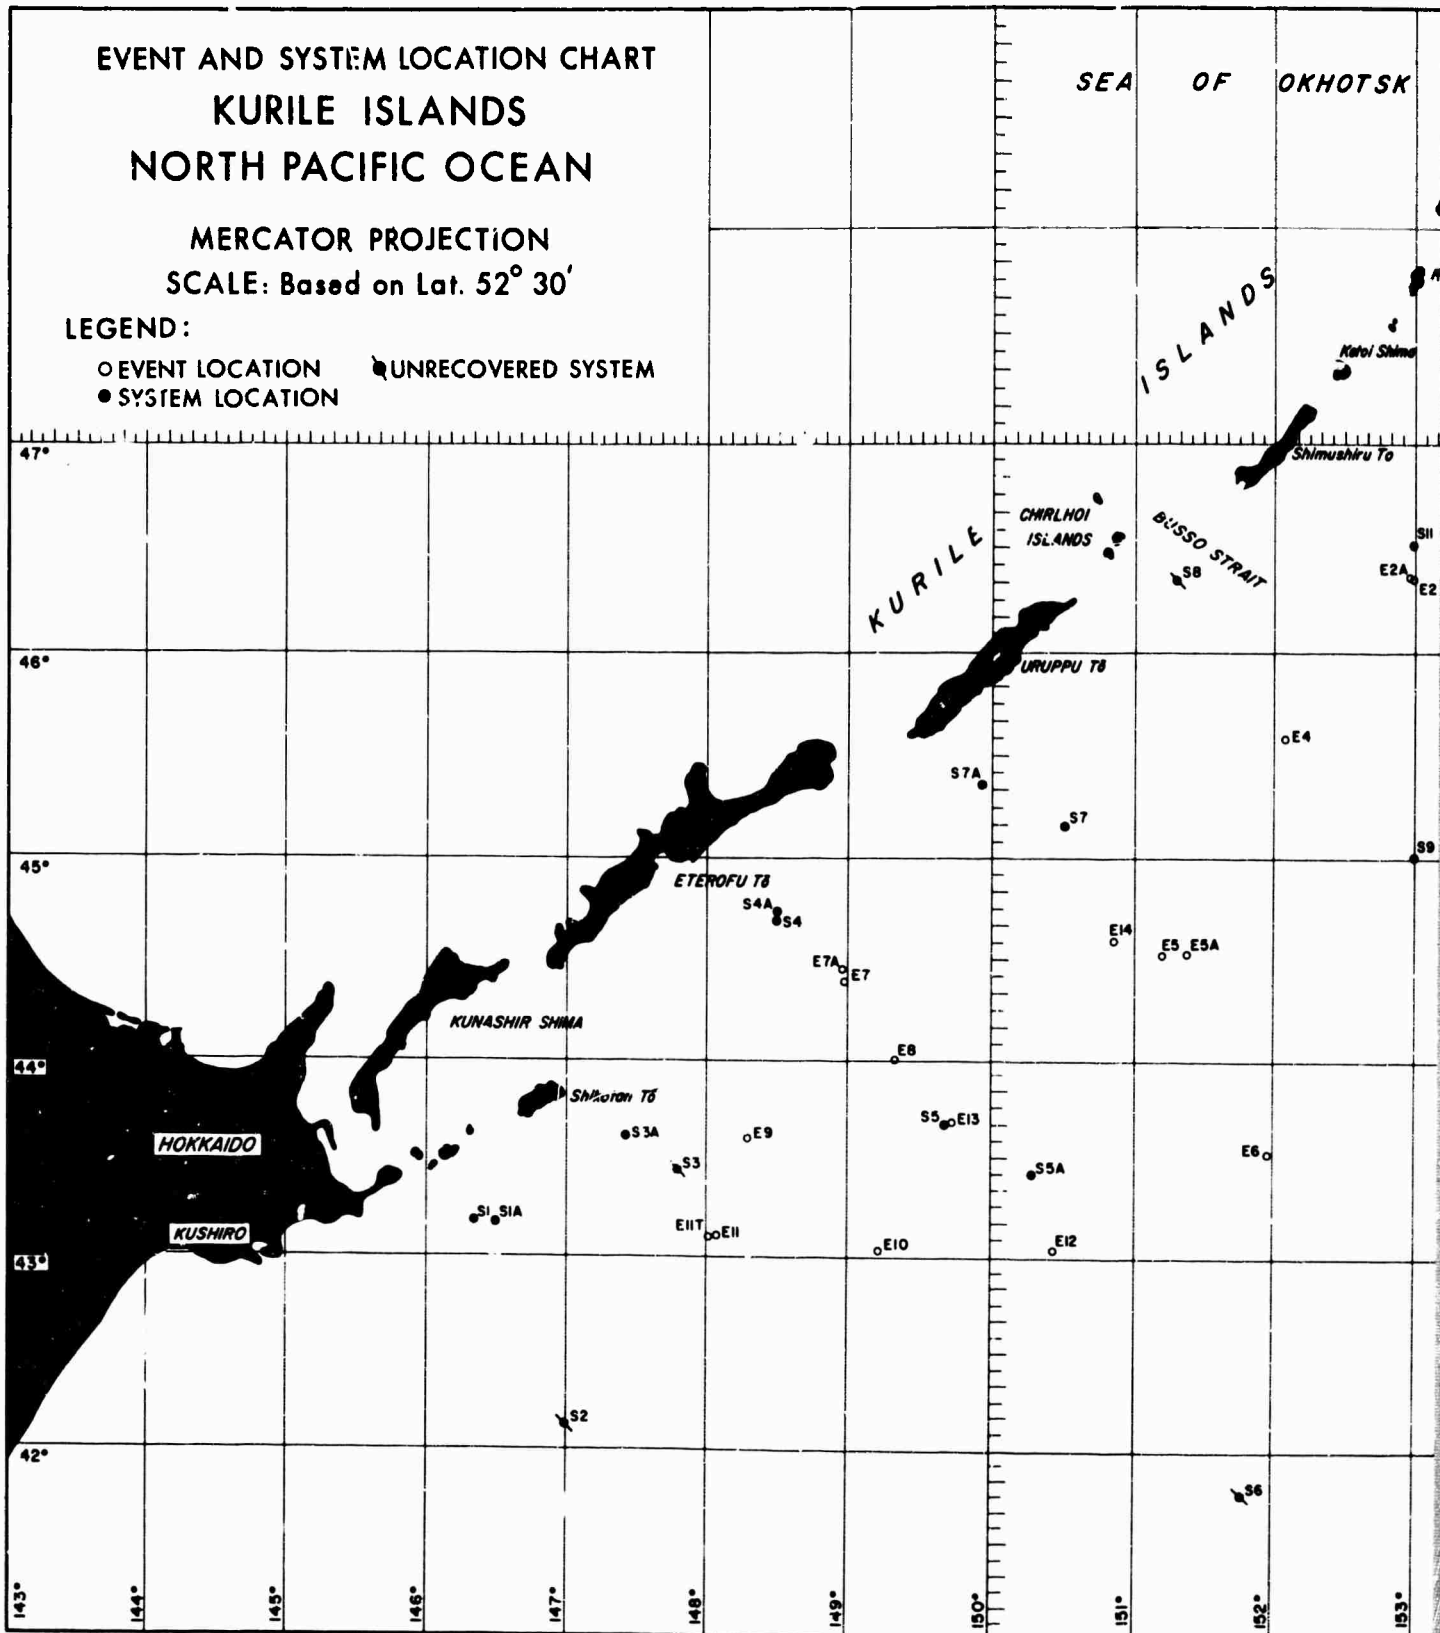 EVENT AND SYSTEM LOCATION CHART
KURILE ISLANDS
NORTH PACIFIC OCEAN
MERCATOR PROJECTION
SCALE: Based on Lat. 52° 30'
LEGEND:
EVENT LOCATION
UNRECOVERED SYSTEM
SYSTEM LOCATION
SEA OF OKHOTSK
KURILE ISLANDS
Ketoi Shima
Shimushiru To
CHIRLHOI
ISLANDS
BUSSO STRAIT
S11
S8
E2A
E2
47°
46°
URUPPU Tō
E4
S7A
S7
45°
S9
ETEROFU Tō
S4A
S4
E14
E5
E5A
E7A
E7
KUNASHIR SHIMA
44°
E8
Shikotan Tō
HOKKAIDO
S3A
E9
S5
E13
S3
E6
S5A
S1
S1A
KUSHIRO
E11T
E11
43°
E10
E12
S2
42°
S6
143°
144°
145°
146°
147°
148°
149°
150°
151°
152°
153°